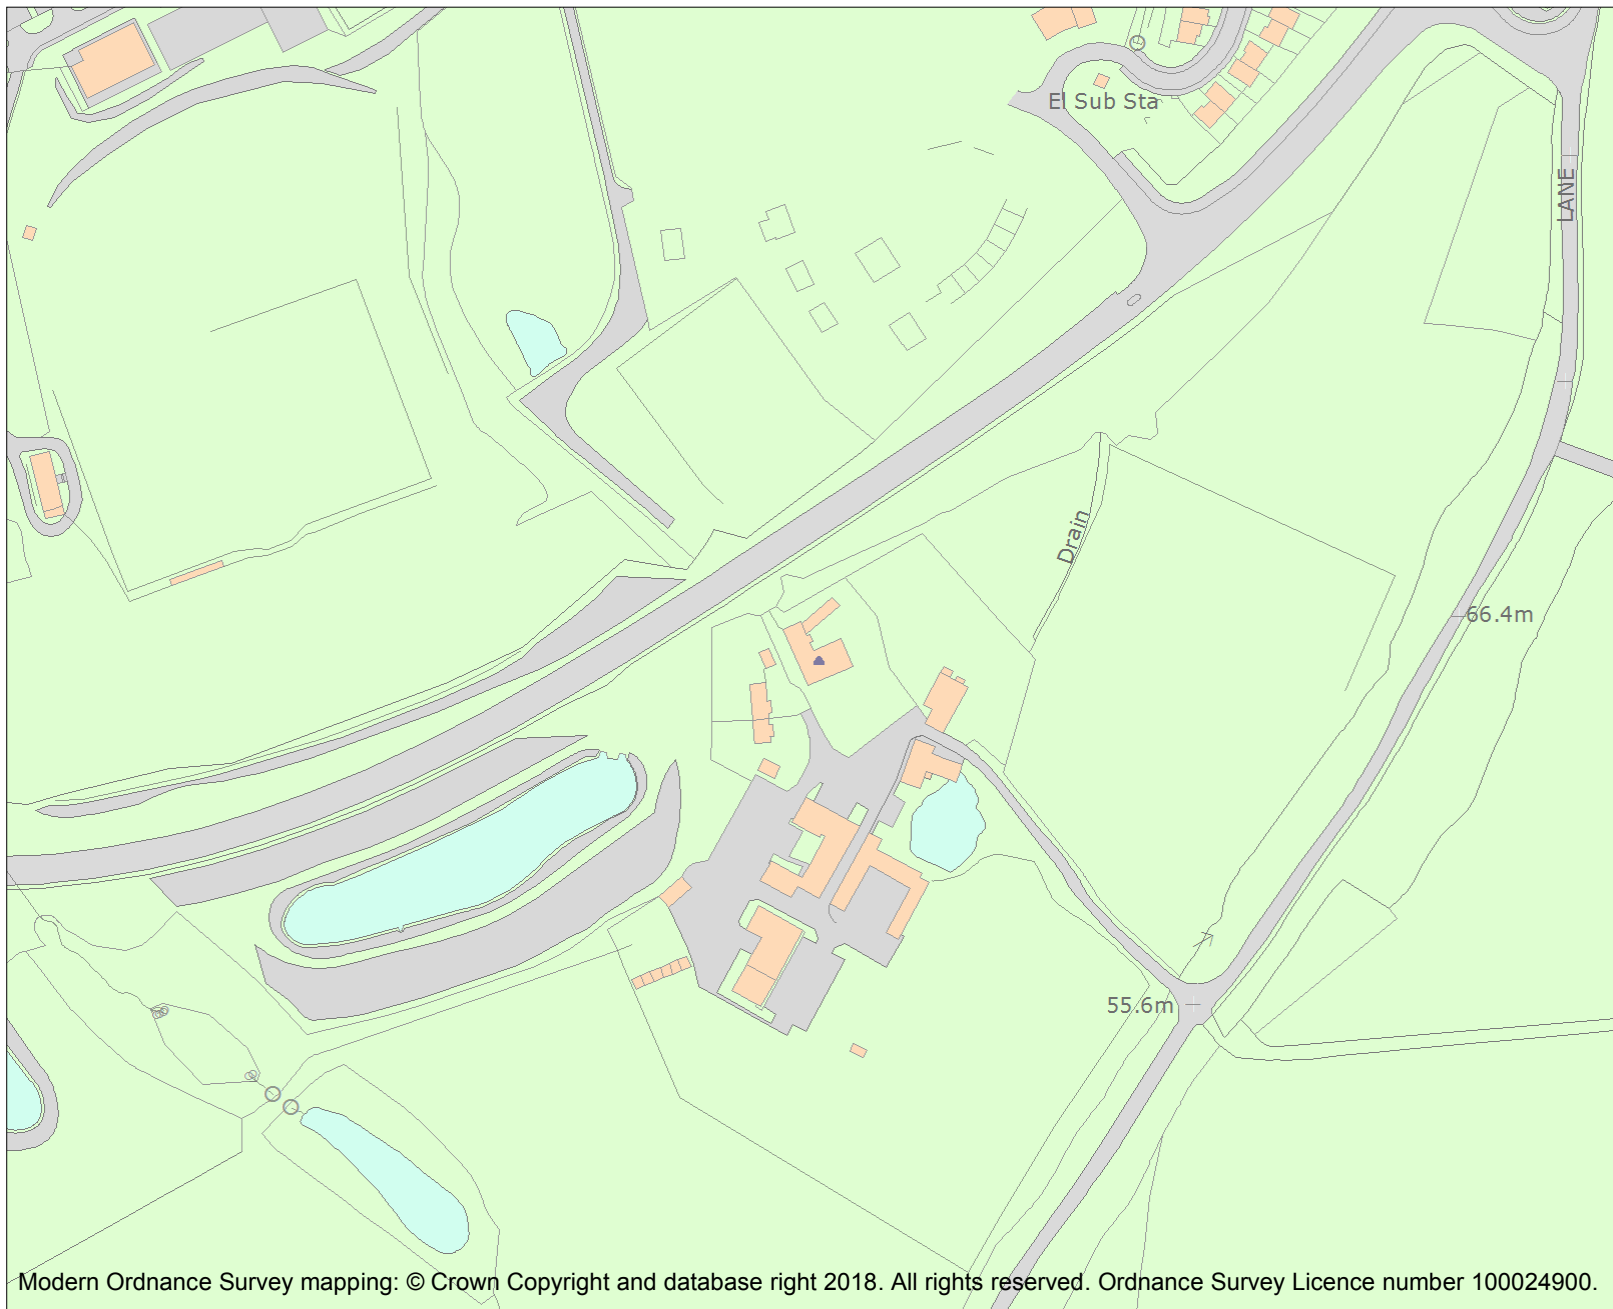 El Sub Sta
LANE
Drain
66.4m
55.6m
Modern Ordnance Survey mapping: © Crown Copyright and database right 2018. All rights reserved. Ordnance Survey Licence number 100024900.